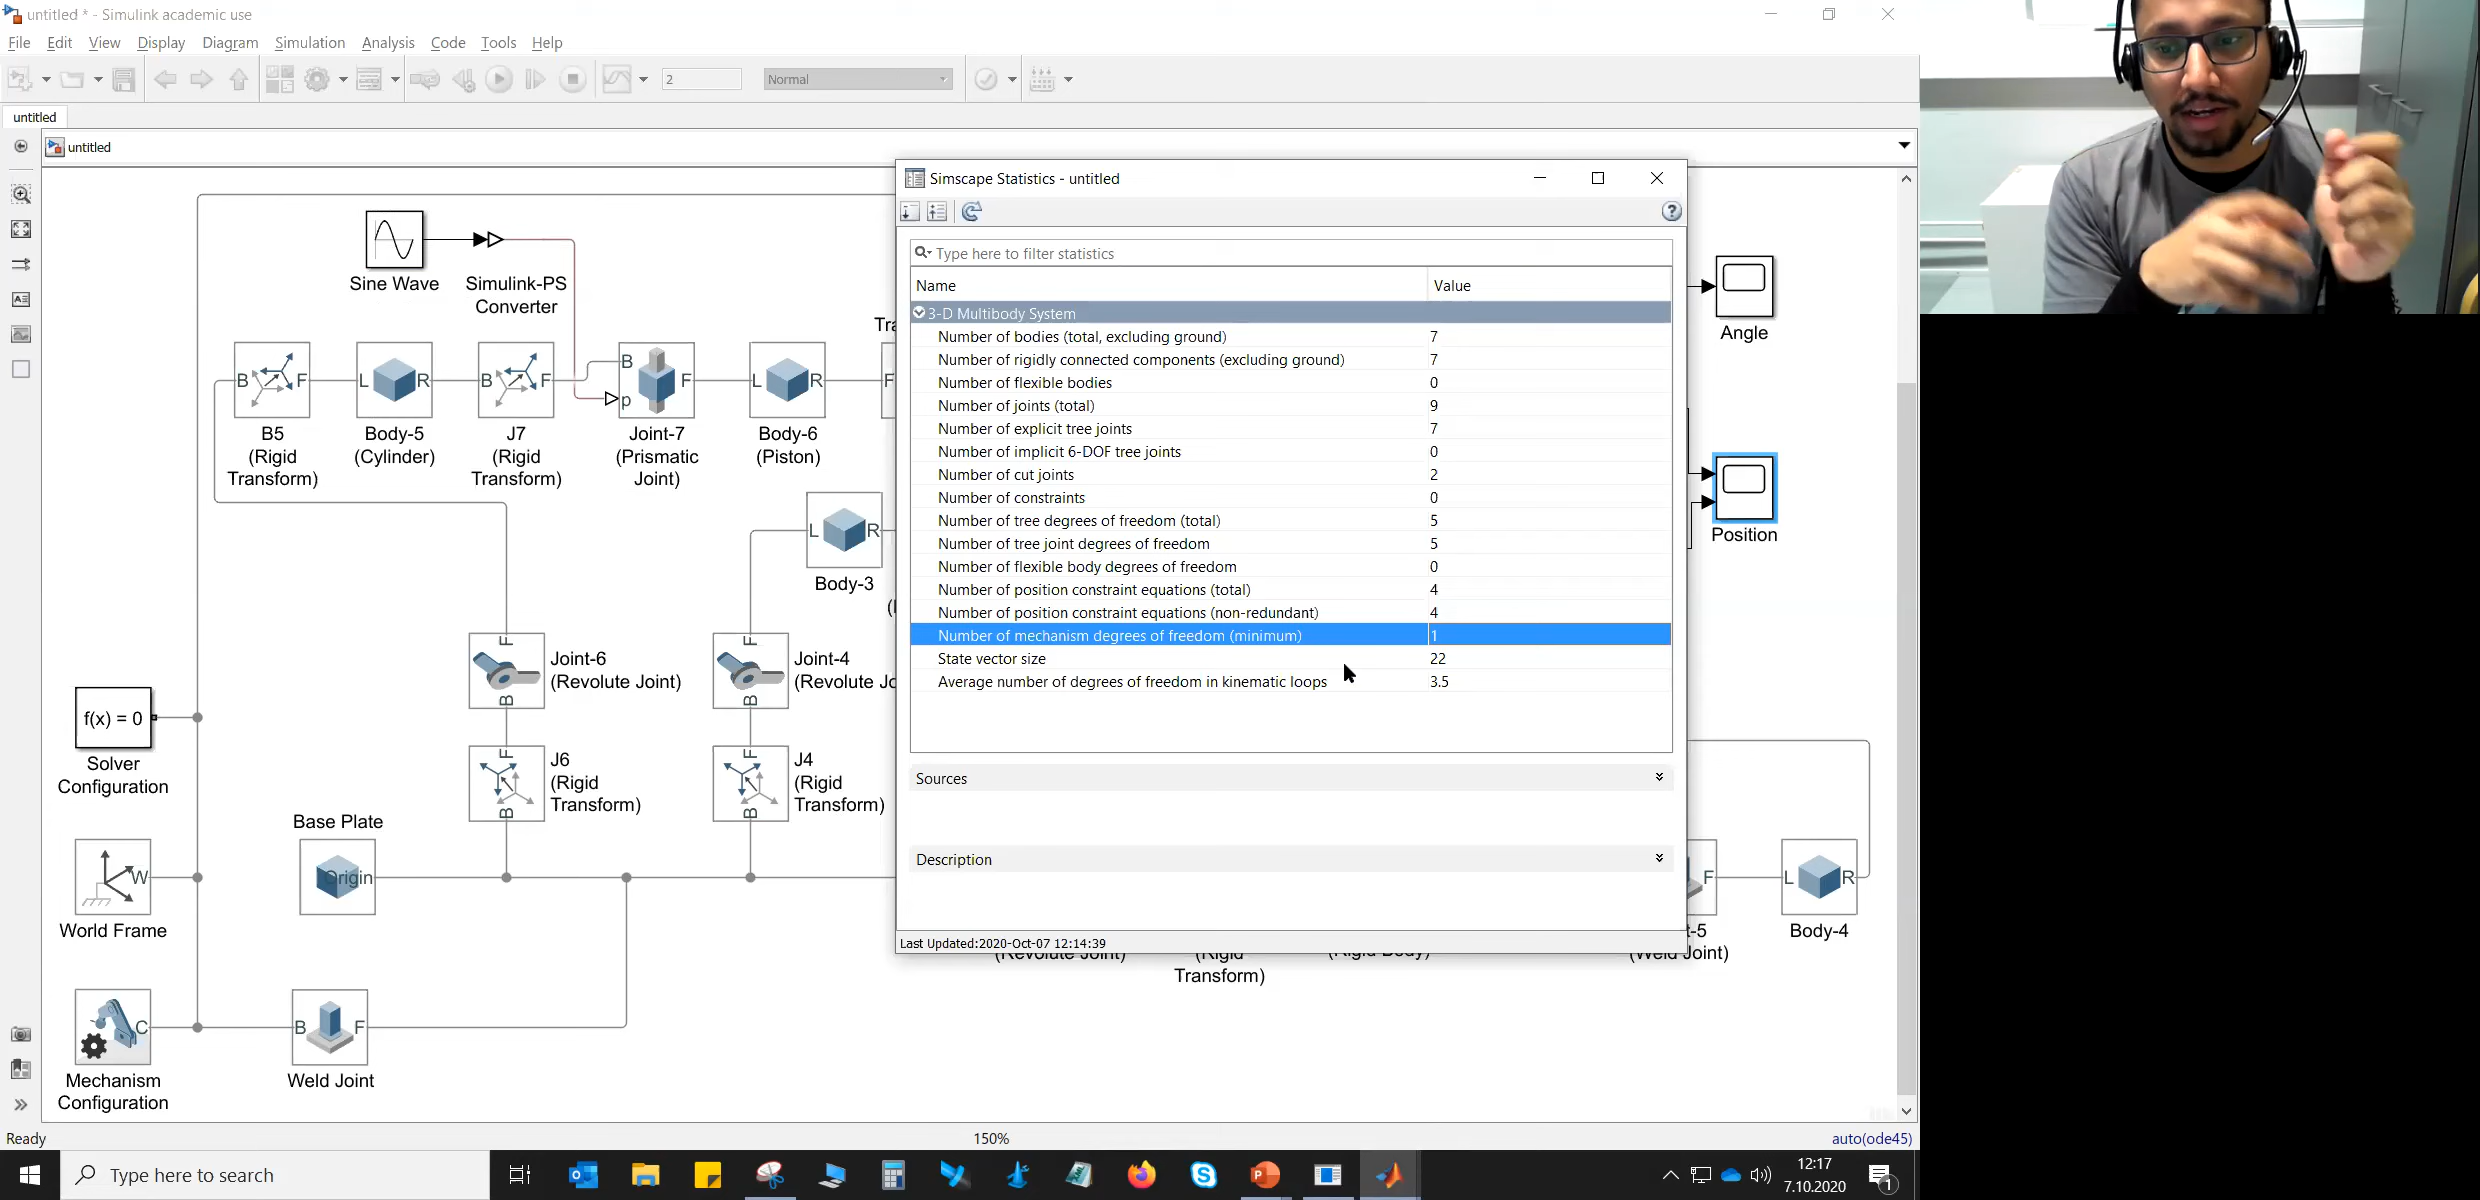 untitled * - Simulink academic use
File Edit View Display Diagram Simulation Analysis Code Tools Help
2
Normal
untitled
untitled
Sine Wave
Simulink-PS
Converter
B F
B5
(Rigid
Transform)
L R
Body-5
(Cylinder)
B F
J7
(Rigid
Transform)
B F
p
Joint-7
(Prismatic
Joint)
L R
Body-6
(Piston)
F
L R
Body-3
F
B
Joint-6
(Revolute Joint)
F
B
Joint-4
F
B
J6
(Rigid
Transform)
F
B
J4
(Rigid
Transform)
f(x) = 0
Solver
Configuration
Base Plate
Origin
W
World Frame
C
Mechanism
Configuration
B F
Weld Joint
Simscape Statistics - untitled
Type here to filter statistics
Name Value
3-D Multibody System
Number of bodies (total, excluding ground) 7
Number of rigidly connected components (excluding ground) 7
Number of flexible bodies 0
Number of joints (total) 9
Number of explicit tree joints 7
Number of implicit 6-DOF tree joints 0
Number of cut joints 2
Number of constraints 0
Number of tree degrees of freedom (total) 5
Number of tree joint degrees of freedom 5
Number of flexible body degrees of freedom 0
Number of position constraint equations (total) 4
Number of position constraint equations (non-redundant) 4
Number of mechanism degrees of freedom (minimum) 1
State vector size 22
Average number of degrees of freedom in kinematic loops 3.5
Sources
Description
Last Updated:2020-Oct-07 12:14:39
(Revolute Joint)
(Rigid
Transform)
(Rigid Body)
Angle
Position
F
t-5
(Weld Joint)
L R
Body-4
Ready
150%
auto(ode45)
Type here to search
12:17
7.10.2020
1